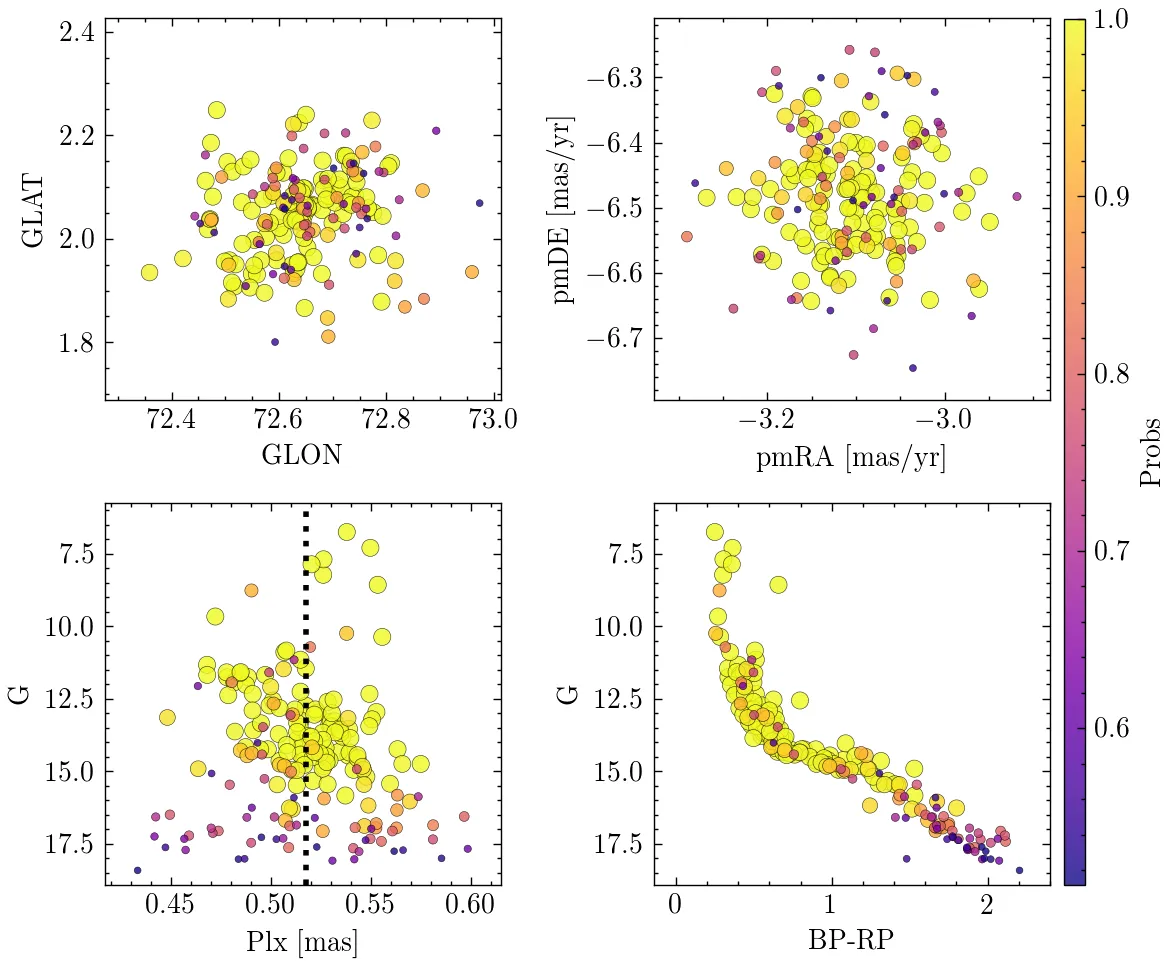 2.4
2.2
2.0
1.8
GLAT
72.4 72.6 72.8 73.0
GLON
−6.3
−6.4
−6.5
−6.6
−6.7
pmDE [mas/yr]
−3.2 −3.0
pmRA [mas/yr]
7.5
10.0
12.5
15.0
17.5
G
0.45 0.50 0.55 0.60
Plx [mas]
7.5
10.0
12.5
15.0
17.5
G
0 1 2
BP-RP
1.0
0.9
0.8
0.7
0.6
Probs